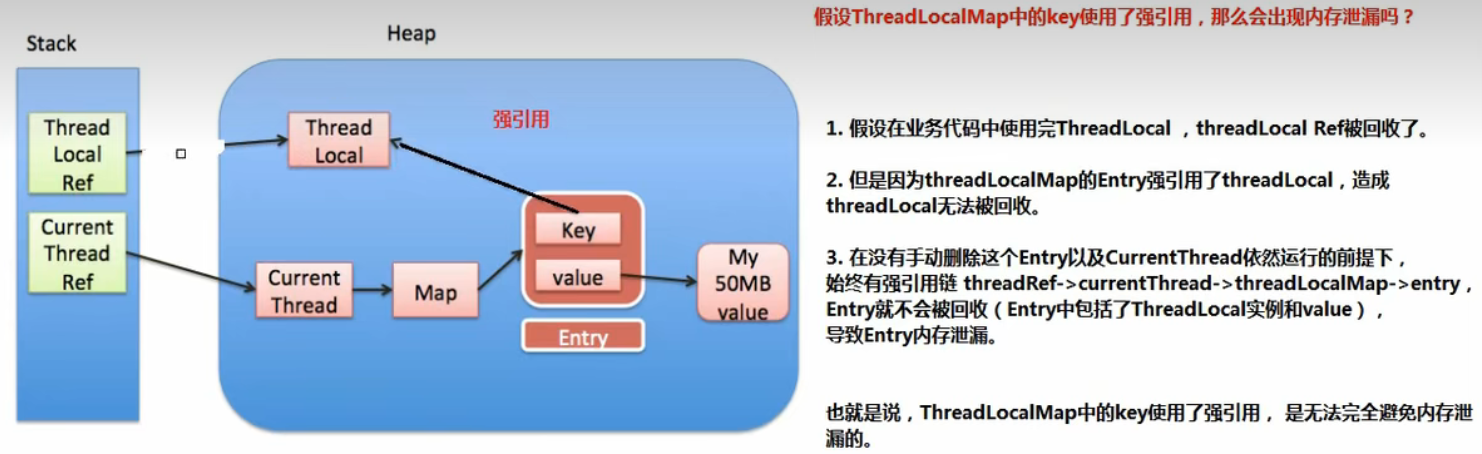 假设ThreadLocalMap中的key使用了强引用，那么会出现内存泄漏吗？
Stack
Heap
Thread
Local
Ref
Current
Thread
Ref
Thread
Local
强引用
Current
Thread
Map
Key
value
Entry
My
50MB
value
1. 假设在业务代码中使用完ThreadLocal ，threadLocal Ref被回收了。
2. 但是因为threadLocalMap的Entry强引用了threadLocal，造成
threadLocal无法被回收。
3. 在没有手动删除这个Entry以及CurrentThread依然运行的前提下，
始终有强引用链 threadRef->currentThread->threadLocalMap->entry，
Entry就不会被回收（Entry中包括了ThreadLocal实例和value），
导致Entry内存泄漏。
也就是说，ThreadLocalMap中的key使用了强引用， 是无法完全避免内存泄
漏的。